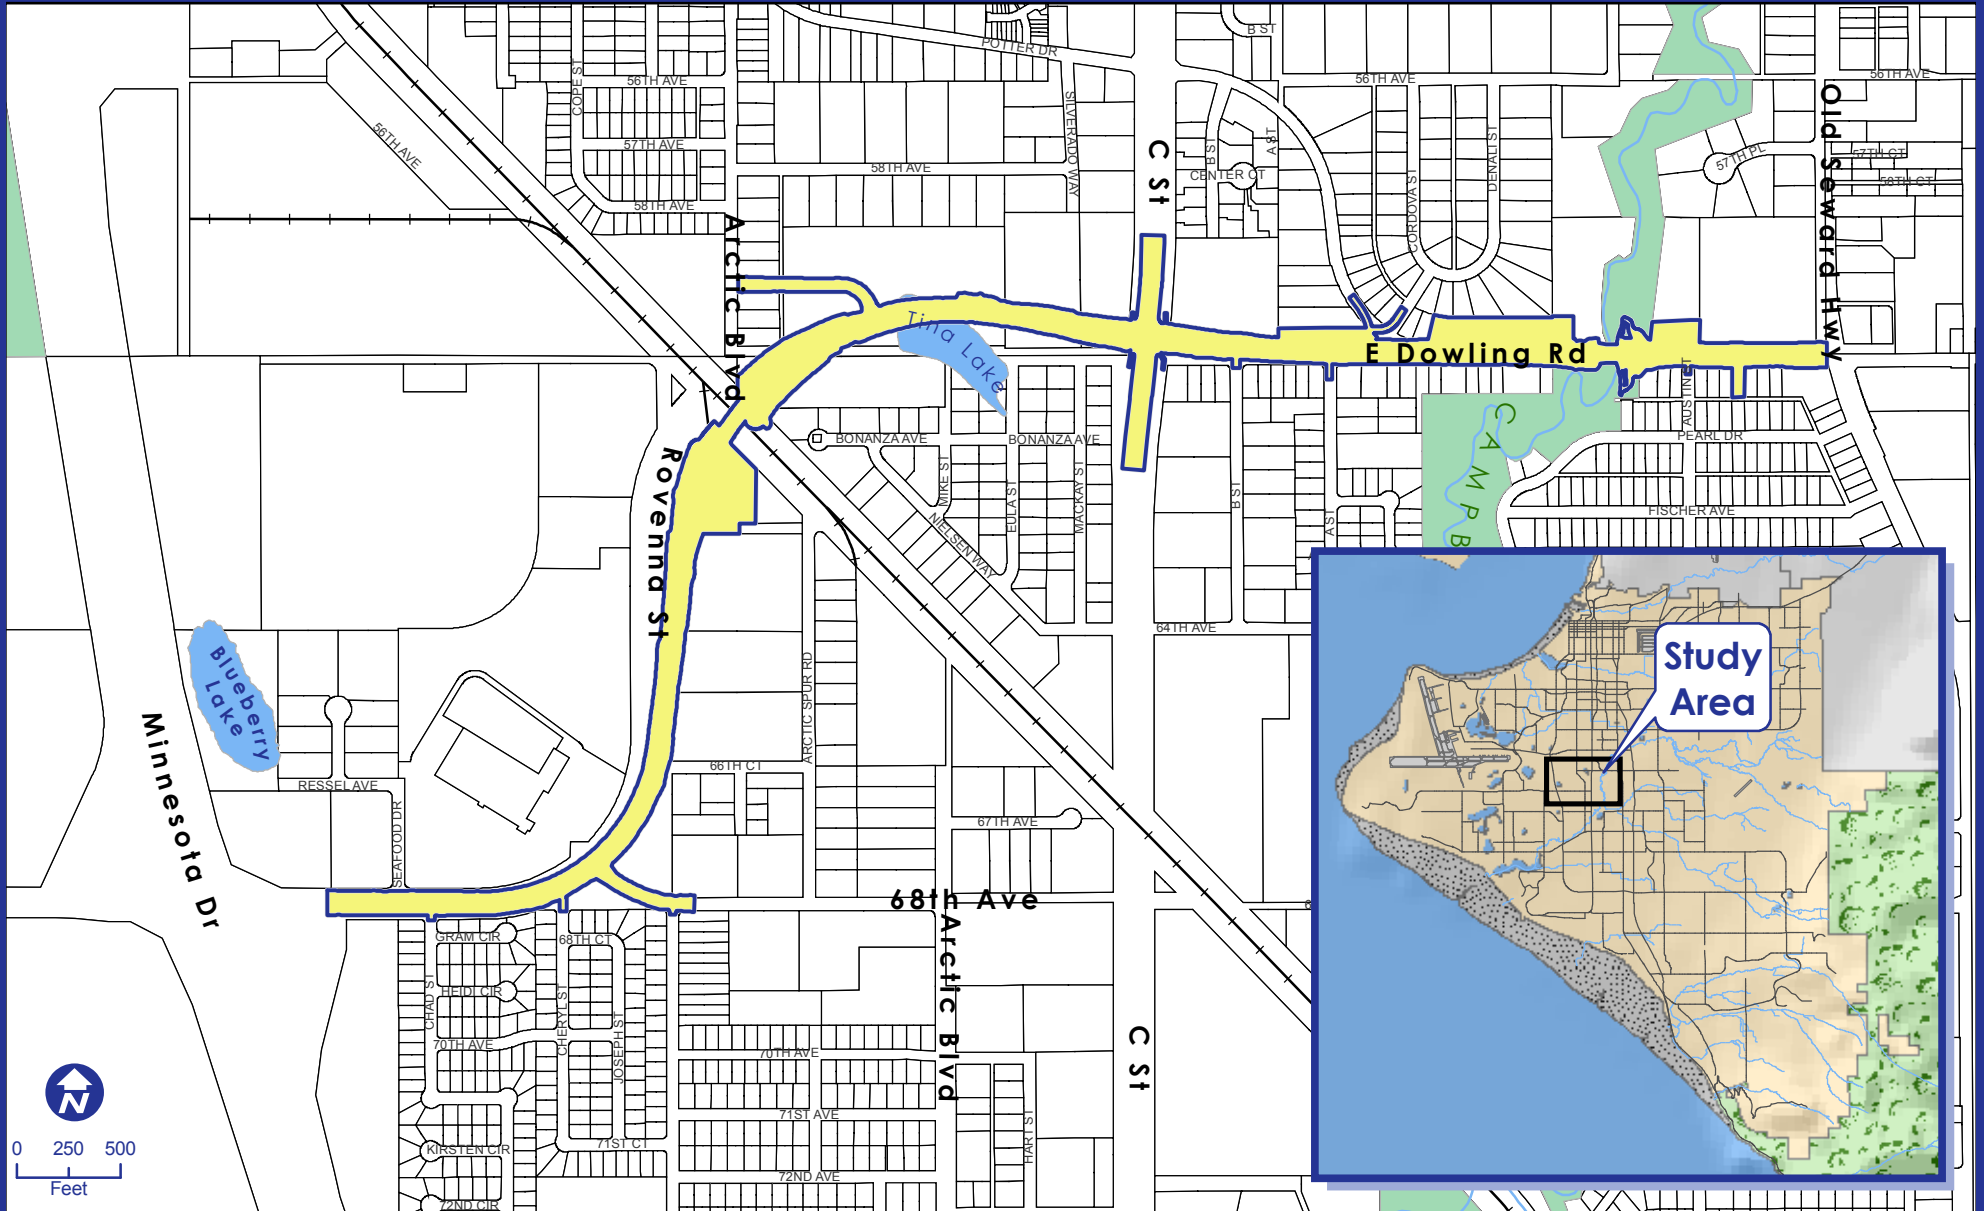 POTTER DR
B ST
56TH AVE
56TH AVE
56TH AVE
COPE ST
56TH AVE
57TH AVE
58TH AVE
58TH AVE
SILVERADO WAY
C St
B ST
A ST
CENTER CT
CORDOVA ST
DENALI ST
57TH PL
57TH CT
58TH CT
Old Seward Hwy
Arctic Blvd
Tina Lake
E Dowling Rd
AUSTIN ST
PEARL DR
FISCHER AVE
CAMPB
BONANZA AVE
BONANZA AVE
MIKE ST
EULA ST
MACKAY ST
NIELSEN WAY
B ST
A ST
64TH AVE
Rovenna St
ARCTIC SPUR RD
Blueberry
Lake
Minnesota Dr
RESSEL AVE
SEAFOOD DR
66TH CT
67TH AVE
68th Ave
Arctic Blvd
C St
GRAM CIR
68TH CT
HEIDI CIR
CHAD ST
CHERYL ST
JOSEPH ST
70TH AVE
70TH AVE
71ST AVE
71ST CT
KIRSTEN CIR
72ND AVE
72ND CIR
HART ST
Study
Area
N
0 250 500
Feet